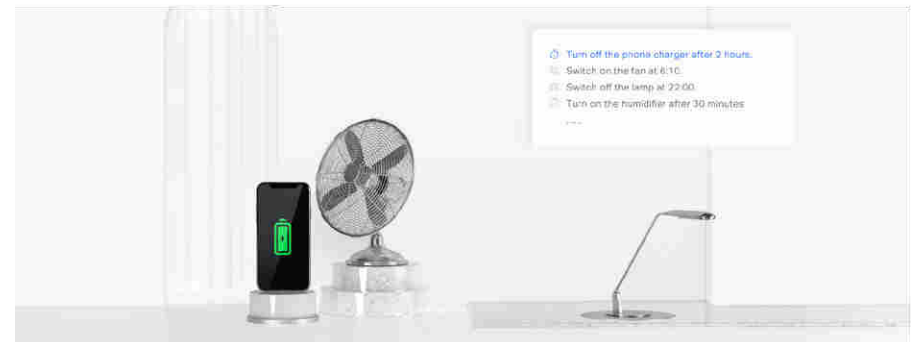 Turn off the phone charger after 2 hours.
Switch on the fan at 6:10.
Switch off the lamp at 22:00.
Turn on the humidifier after 30 minutes
....